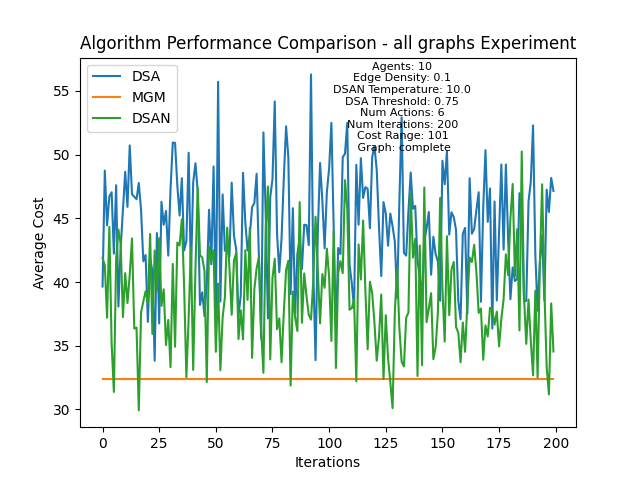 Algorithm Performance Comparison - all graphs Experiment
DSA
MGM
DSAN
Agents: 10
Edge Density: 0.1
DSAN Temperature: 10.0
DSA Threshold: 0.75
Num Actions: 6
Num Iterations: 200
Cost Range: 101
Graph: complete
Average Cost
55
50
45
40
35
30
0 25 50 75 100 125 150 175 200
Iterations